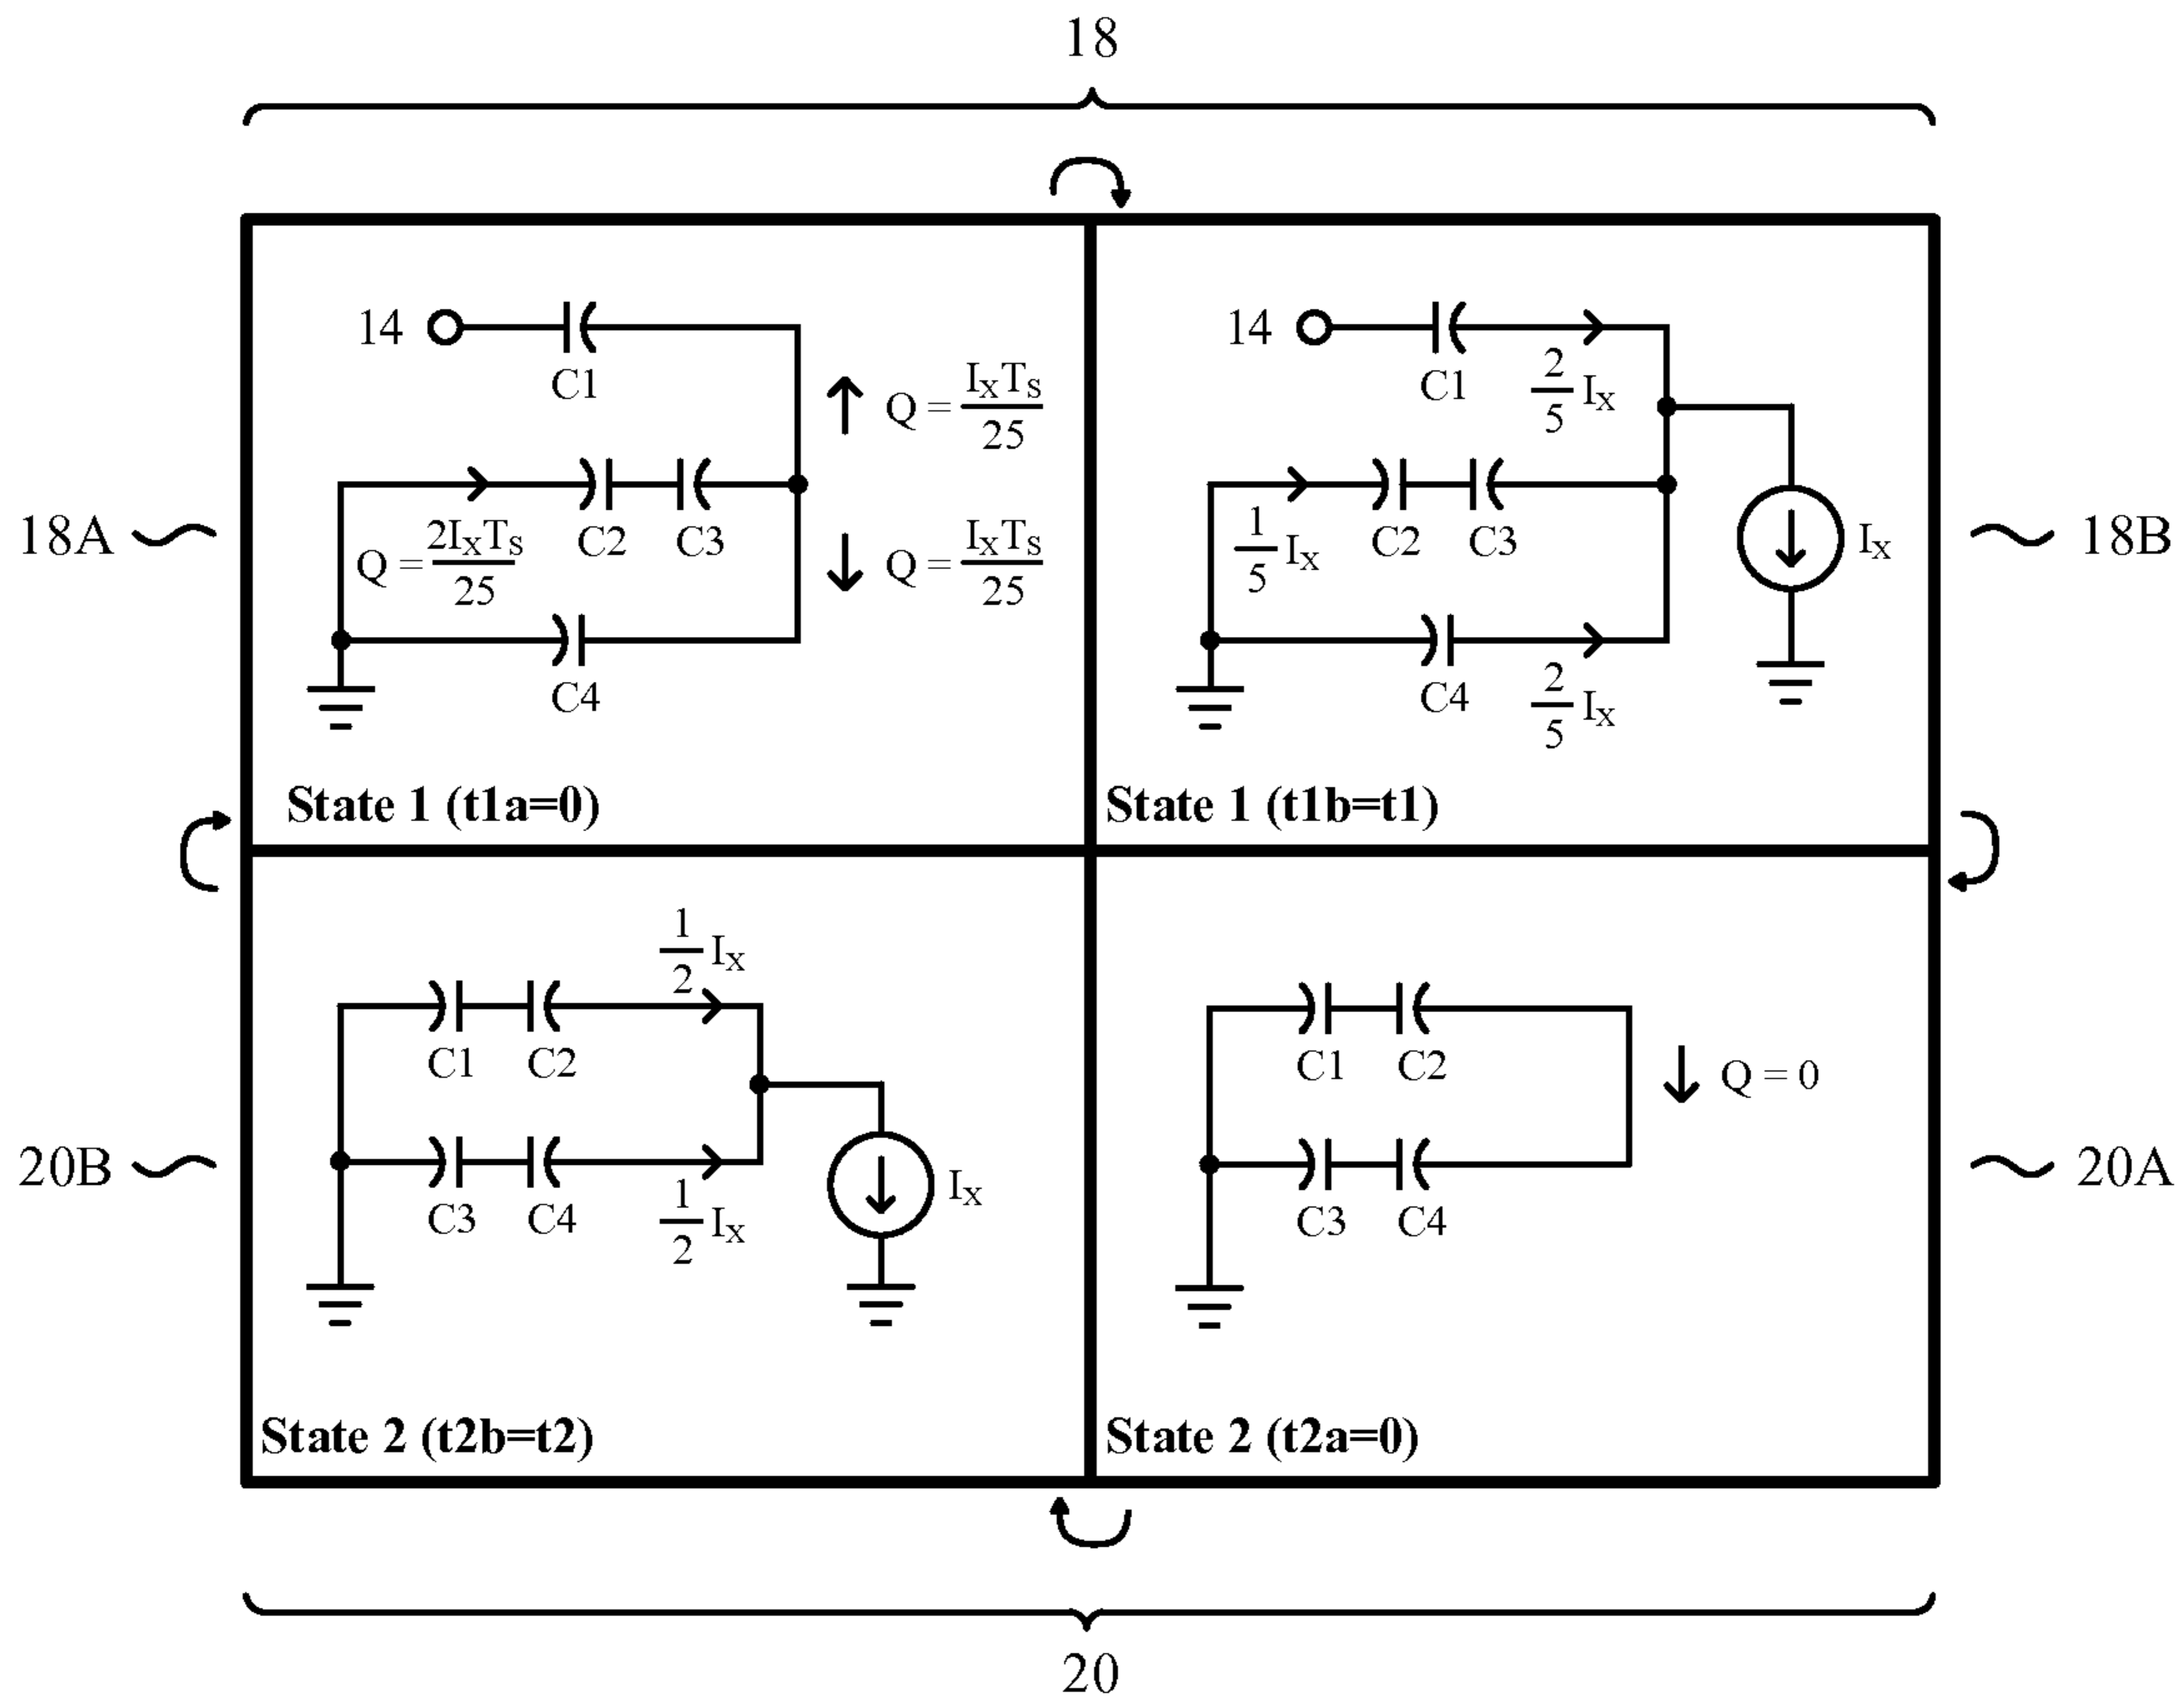 18
14
C1
Q = IXTS/25
18A
C2 C3
Q = 2IXTS/25
Q = IXTS/25
C4
State 1 (t1a=0)
14
C1
2/5 IX
C2 C3
1/5 IX
IX
18B
C4
2/5 IX
State 1 (t1b=t1)
1/2 IX
C1 C2
20B
C3 C4
1/2 IX
IX
State 2 (t2b=t2)
C1 C2
Q = 0
20A
C3 C4
State 2 (t2a=0)
20